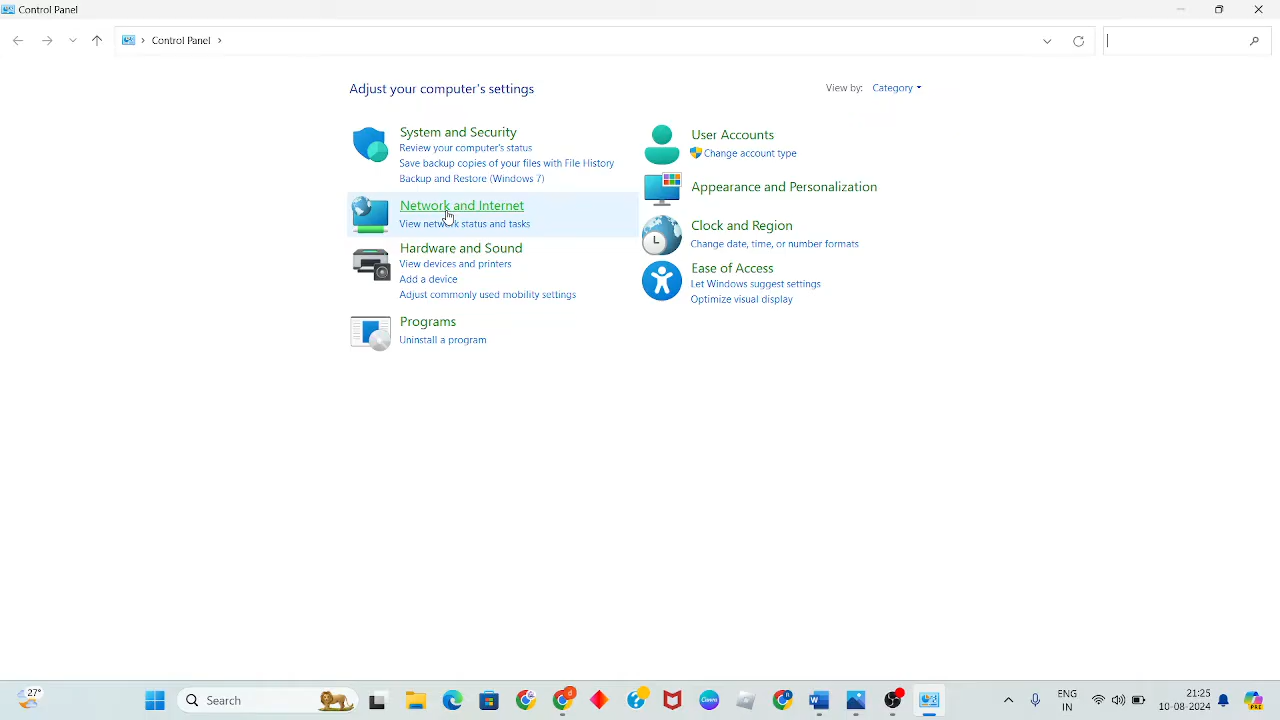 Control Panel
Control Panel
Adjust your computer's settings
View by: Category
System and Security
Review your computer's status
Save backup copies of your files with File History
Backup and Restore (Windows 7)
Network and Internet
View network status and tasks
Hardware and Sound
View devices and printers
Add a device
Adjust commonly used mobility settings
Programs
Uninstall a program
User Accounts
Change account type
Appearance and Personalization
Clock and Region
Change date, time, or number formats
Ease of Access
Let Windows suggest settings
Optimize visual display
27°
Search
Canva
ENG
IN
21:25
10-08-2024